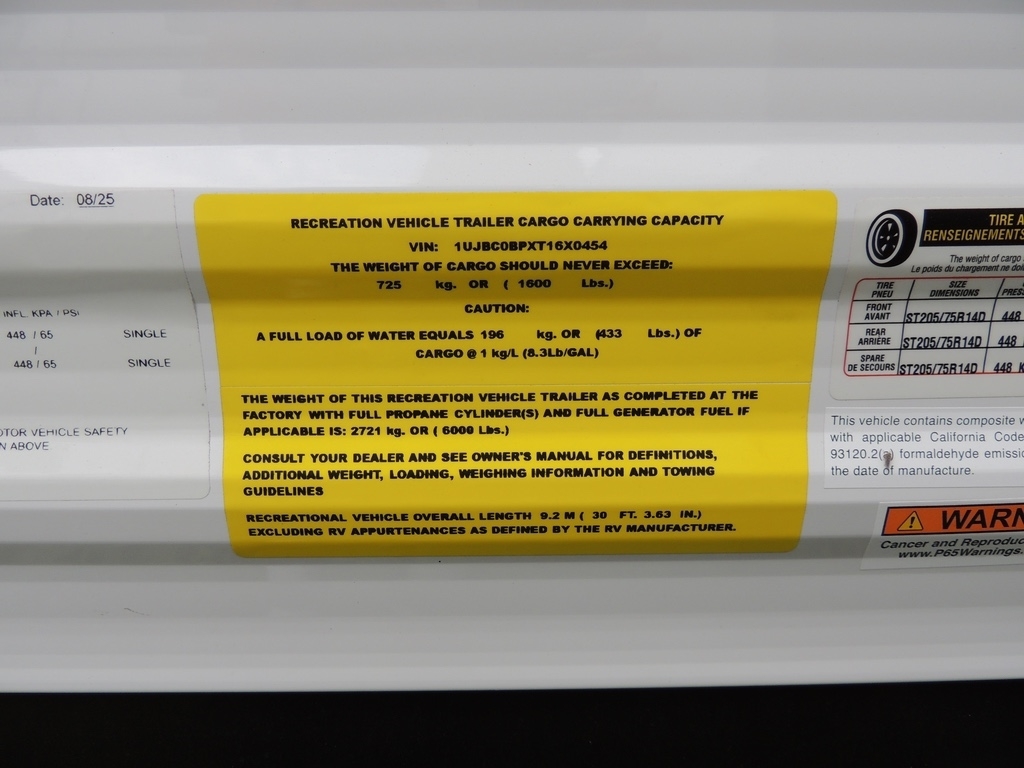 Date: 08/25
INFL. KPA / PSI
448 / 65 SINGLE
/
448 / 65 SINGLE
VEHICLE SAFETY
ABOVE
RECREATION VEHICLE TRAILER CARGO CARRYING CAPACITY
VIN: 1UJBC0BPXT16X0454
THE WEIGHT OF CARGO SHOULD NEVER EXCEED:
725 kg. OR ( 1600 Lbs.)
CAUTION:
A FULL LOAD OF WATER EQUALS 196 kg. OR (433 Lbs.) OF
CARGO @ 1 kg/L (8.3Lb/GAL)
THE WEIGHT OF THIS RECREATION VEHICLE TRAILER AS COMPLETED AT THE
FACTORY WITH FULL PROPANE CYLINDER(S) AND FULL GENERATOR FUEL IF
APPLICABLE IS: 2721 kg. OR ( 6000 Lbs.)
CONSULT YOUR DEALER AND SEE OWNER'S MANUAL FOR DEFINITIONS,
ADDITIONAL WEIGHT, LOADING, WEIGHING INFORMATION AND TOWING
GUIDELINES
RECREATIONAL VEHICLE OVERALL LENGTH 9.2 M ( 30 FT. 3.63 IN.)
EXCLUDING RV APPURTENANCES AS DEFINED BY THE RV MANUFACTURER.
TIRE
RENSEIGNEMENTS
The weight of cargo
Le poids du chargement ne
TIRE SIZE
PNEU DIMENSIONS
FRONT
AVANT ST205/75R14D 448
REAR
ARRIÈRE ST205/75R14D 448
SPARE
DE SECOURS ST205/75R14D 448 K
This vehicle contains composite
with applicable California Code
93120.2( ) formaldehyde
the date of manufacture.
WARN
Cancer and
www.P65Warnings.